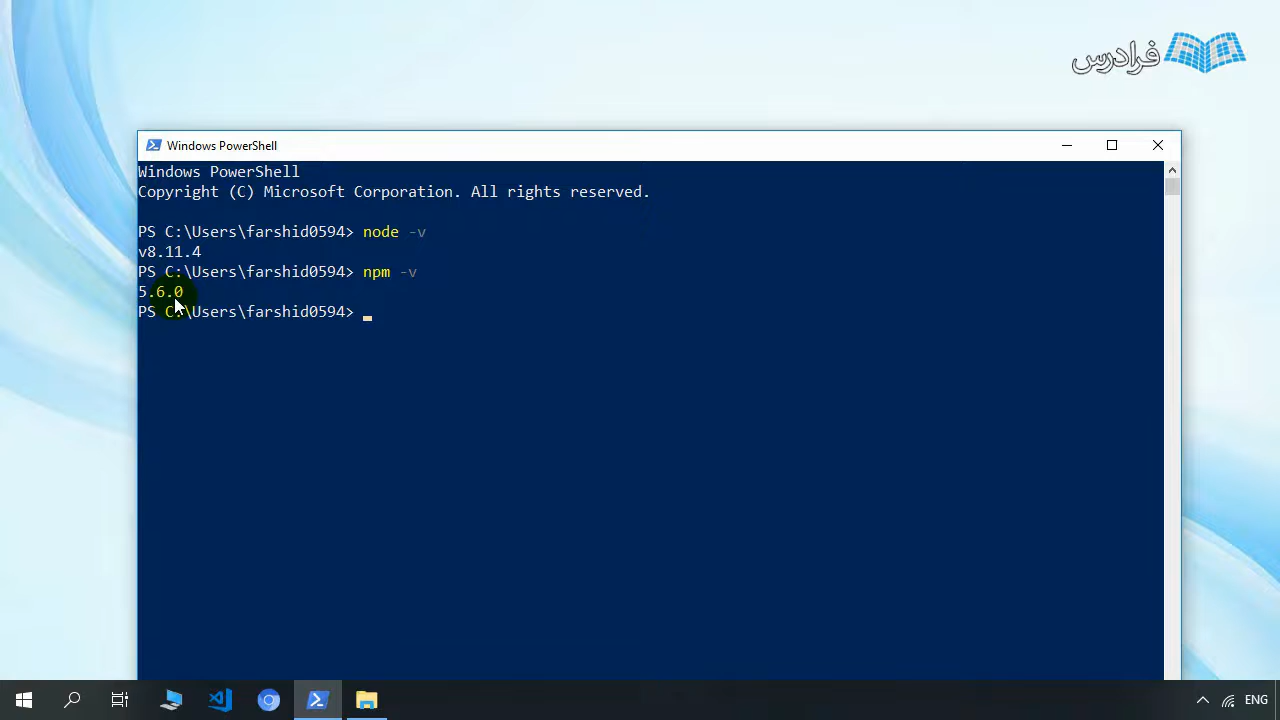 فرادرس
Windows PowerShell
Windows PowerShell
Copyright (C) Microsoft Corporation. All rights reserved.
PS C:\Users\farshid0594> node -v
v8.11.4
PS C:\Users\farshid0594> npm -v
5.6.0
PS C:\Users\farshid0594>
ENG